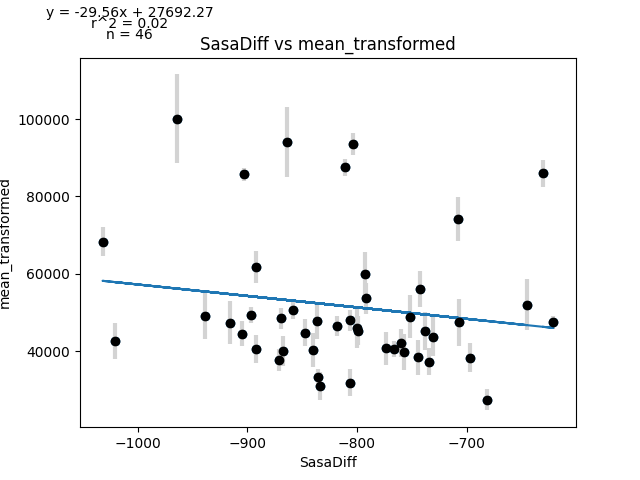 y = -29.56x + 27692.27
r^2 = 0.02
n = 46
SasaDiff vs mean_transformed
mean_transformed
100000
80000
60000
40000
−1000
−900
−800
−700
SasaDiff